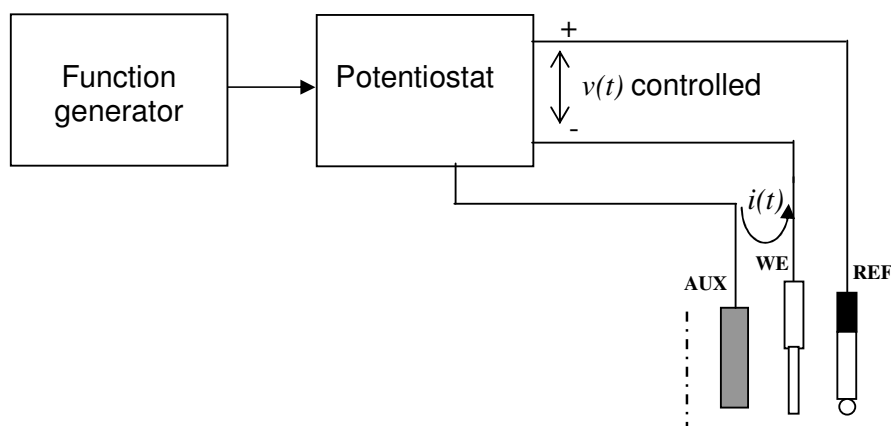 Function
generator
Potentiostat
+
v(t) controlled
-
i(t)
WE
REF
AUX